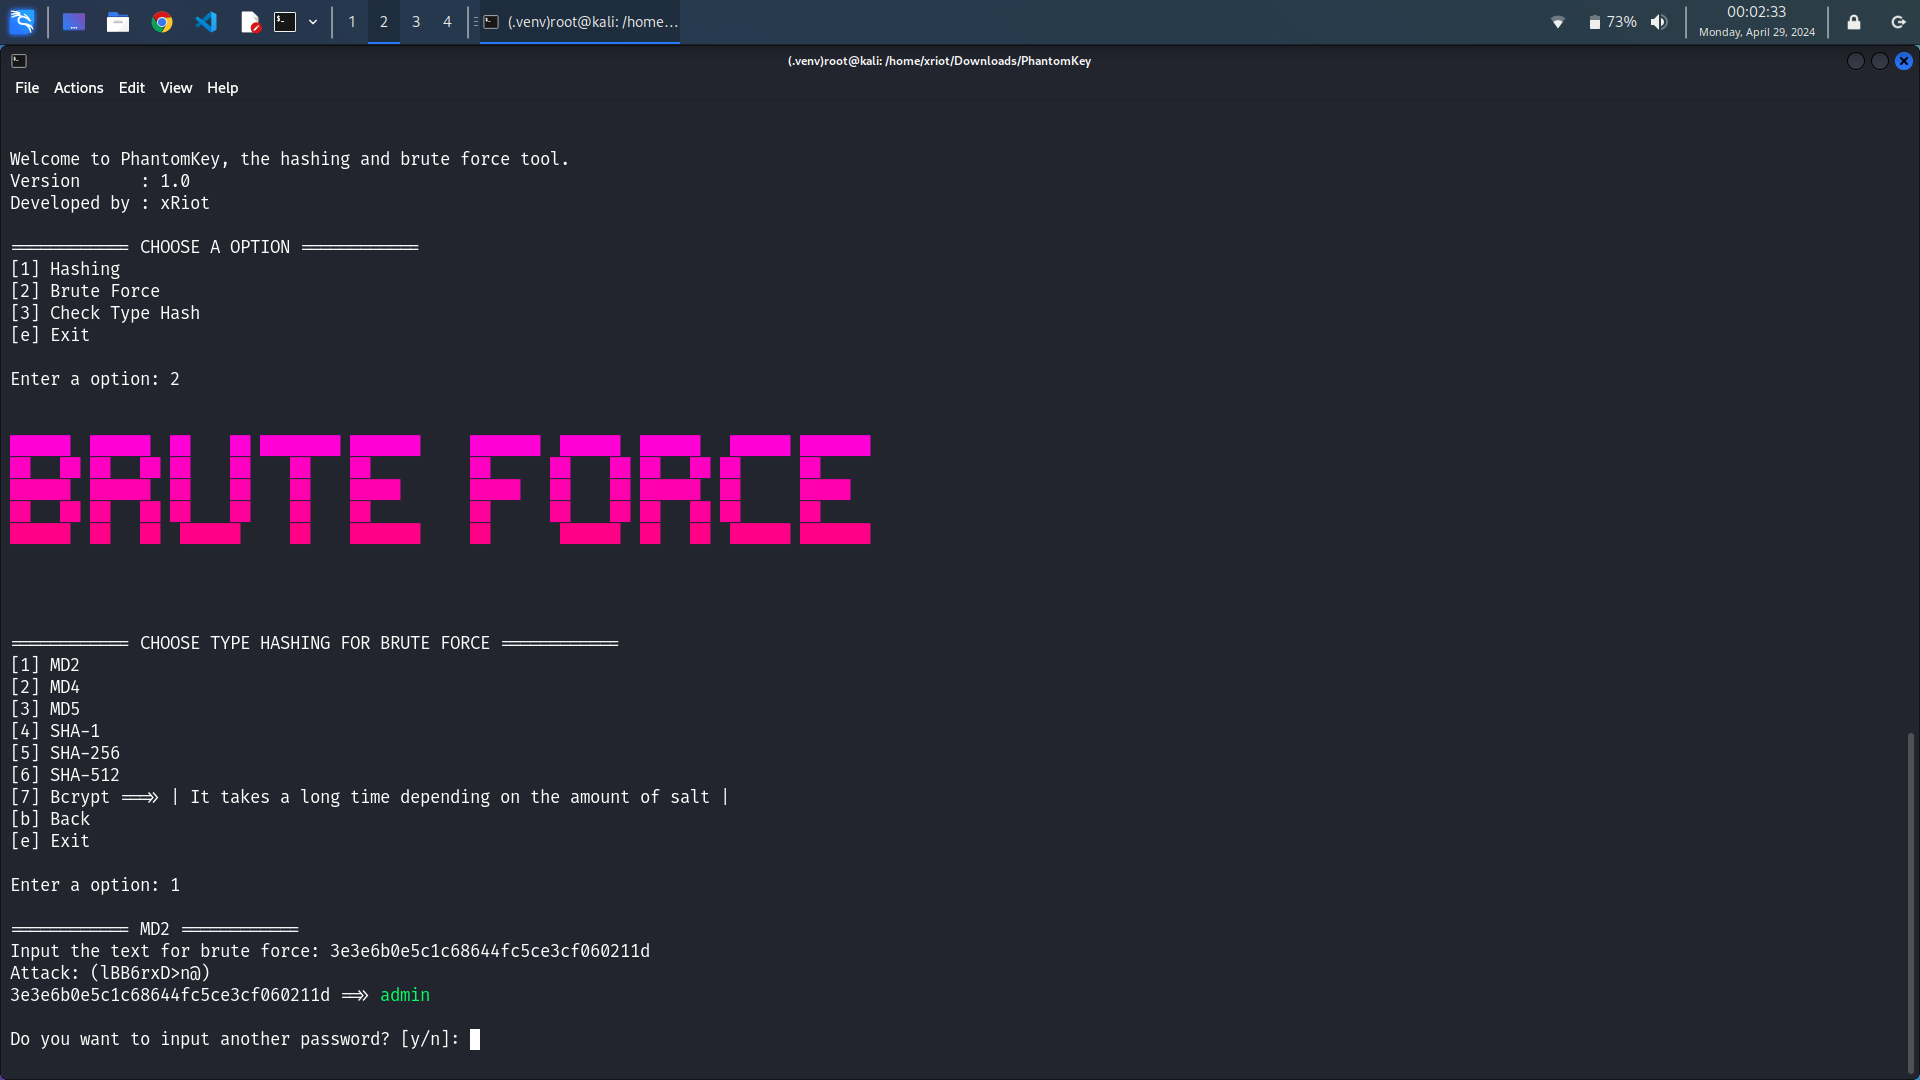 1 2 3 4 (.venv)root@kali: /home... 73% 00:02:33
Monday, April 29, 2024
(.venv)root@kali: /home/xriot/Downloads/PhantomKey
File Actions Edit View Help
Welcome to PhantomKey, the hashing and brute force tool.
Version : 1.0
Developed by : xRiot
============ CHOOSE A OPTION ============
[1] Hashing
[2] Brute Force
[3] Check Type Hash
[e] Exit
Enter a option: 2
BRUTE FORCE
============ CHOOSE TYPE HASHING FOR BRUTE FORCE ============
[1] MD2
[2] MD4
[3] MD5
[4] SHA-1
[5] SHA-256
[6] SHA-512
[7] Bcrypt ===>> | It takes a long time depending on the amount of salt |
[b] Back
[e] Exit
Enter a option: 1
============ MD2 ============
Input the text for brute force: 3e3e6b0e5c1c68644fc5ce3cf060211d
Attack: (lBB6rxD>n@)
3e3e6b0e5c1c68644fc5ce3cf060211d ==>> admin
Do you want to input another password? [y/n]: